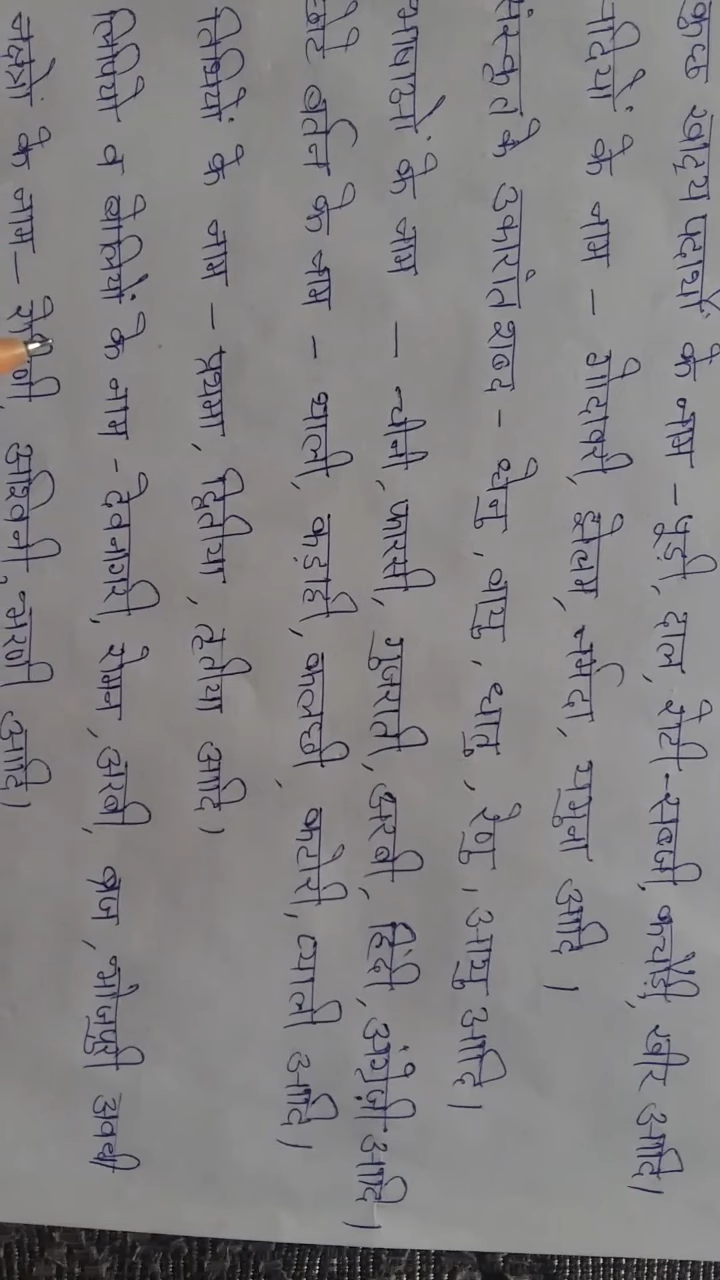 कुछ खाद्य पदार्थों के नाम – पूड़ी, दाल, रोटी-सब्जी, कचौड़ी, खीर आदि।
नदियों के नाम – गोदावरी, झेलम, नर्मदा, यमुना आदि।
संस्कृत के उकारांत शब्द – धेनु, वायु, धातु, रेणु, आयु आदि।
भाषाओं के नाम – चीनी, फारसी, गुजराती, अरबी, हिंदी, अंग्रेजी आदि।
छोटे बर्तन के नाम – थाली, कड़ाही, कलछी, कटोरी, प्याली आदि।
तिथियों के नाम – प्रथमा, द्वितीया, तृतीया आदि।
लिपियों व बोलियों के नाम – देवनागरी, रोमन, अरबी, ब्रज, भोजपुरी अवधी
नक्षत्रों के नाम – अश्विनी, भरणी आदि।